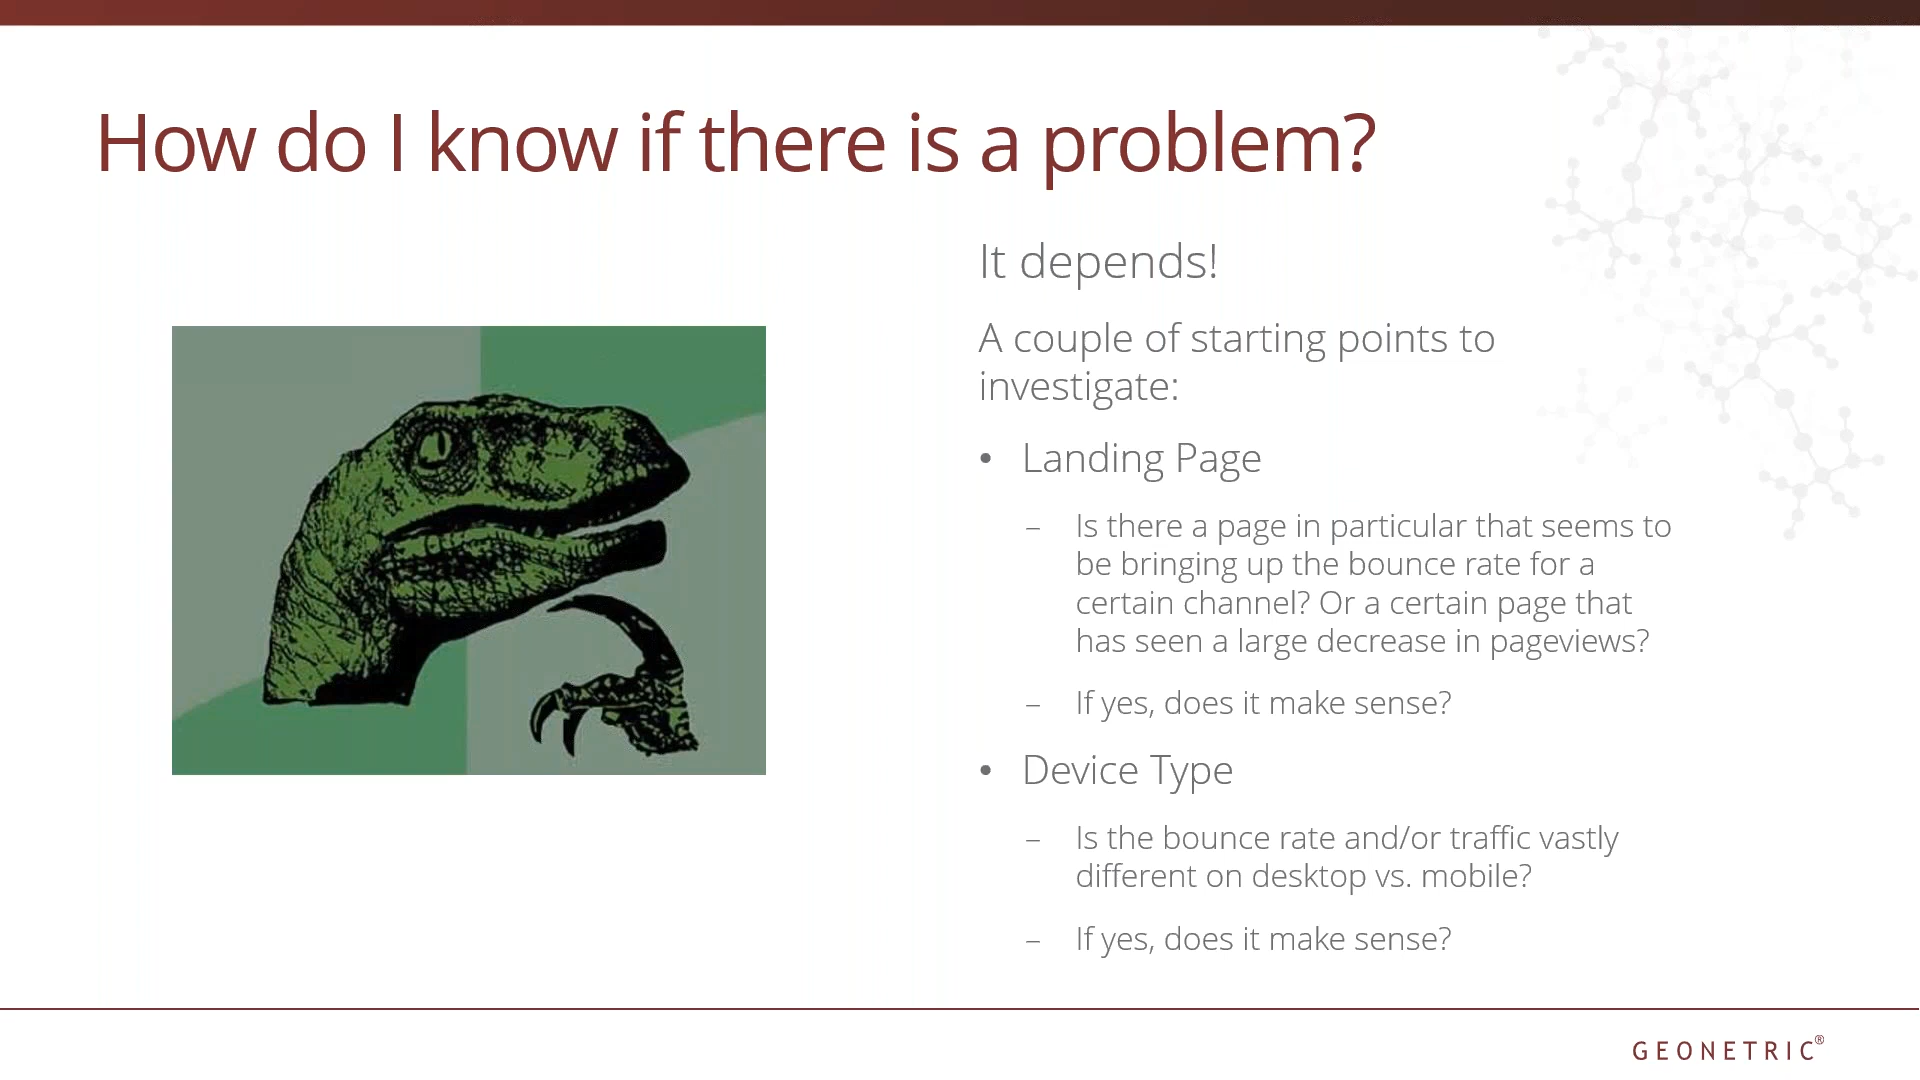 How do I know if there is a problem?
It depends!
A couple of starting points to
investigate:
• Landing Page
– Is there a page in particular that seems to
be bringing up the bounce rate for a
certain channel? Or a certain page that
has seen a large decrease in pageviews?
– If yes, does it make sense?
• Device Type
– Is the bounce rate and/or traffic vastly
different on desktop vs. mobile?
– If yes, does it make sense?
GEONETRIC®